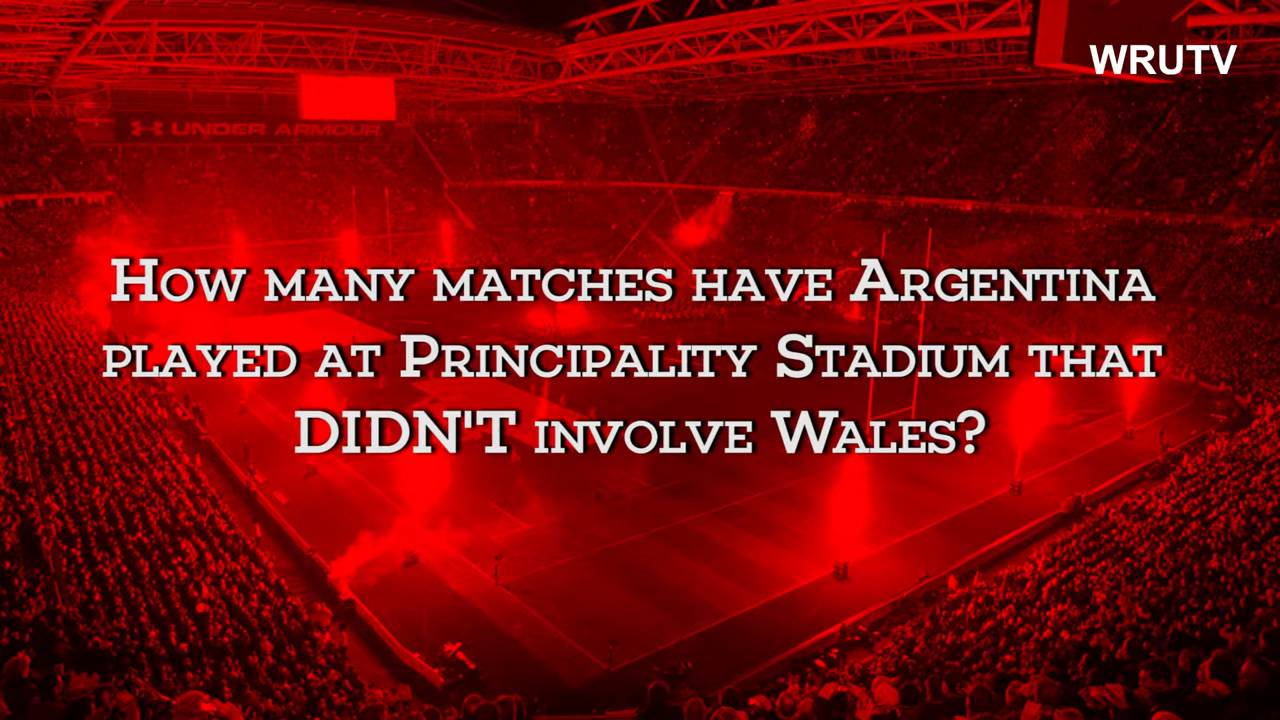 WRUTV
UNDER ARMOUR
How many matches have Argentina
played at Principality Stadium that
DIDN'T involve Wales?